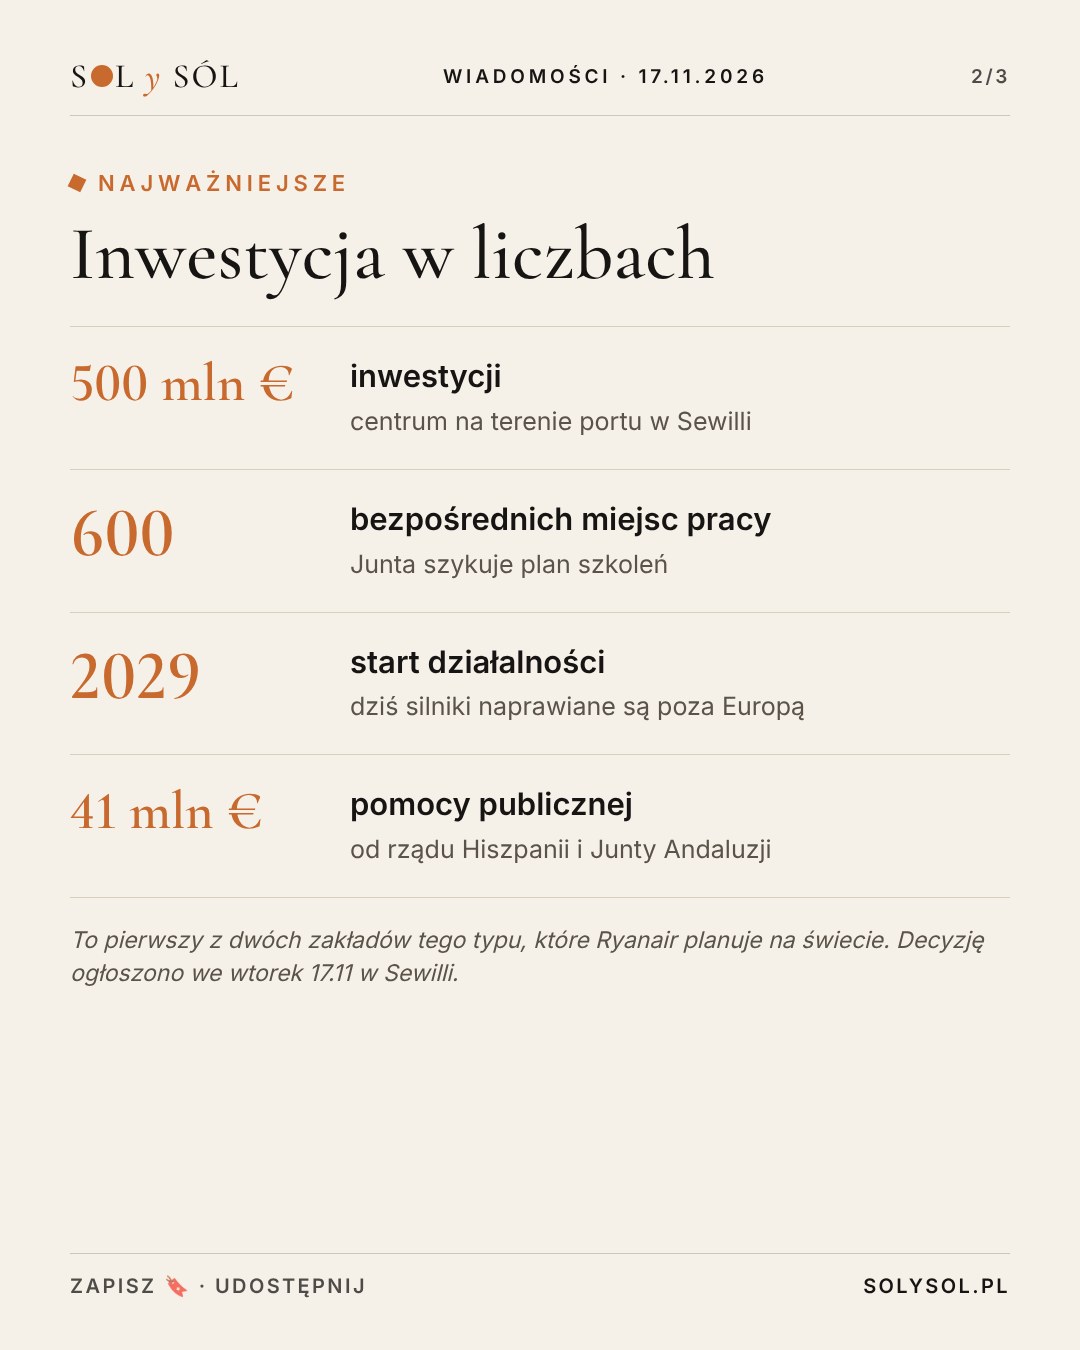 SOL y SÓL
WIADOMOŚCI · 17.11.2026
2/3
NAJWAŻNIEJSZE
Inwestycja w liczbach
500 mln €
inwestycji
centrum na terenie portu w Sewilli
600
bezpośrednich miejsc pracy
Junta szykuje plan szkoleń
2029
start działalności
dziś silniki naprawiane są poza Europą
41 mln €
pomocy publicznej
od rządu Hiszpanii i Junty Andaluzji
To pierwszy z dwóch zakładów tego typu, które Ryanair planuje na świecie. Decyzję
ogłoszono we wtorek 17.11 w Sewilli.
ZAPISZ 🔖 · UDOSTĘPNIJ
SOLYSOL.PL